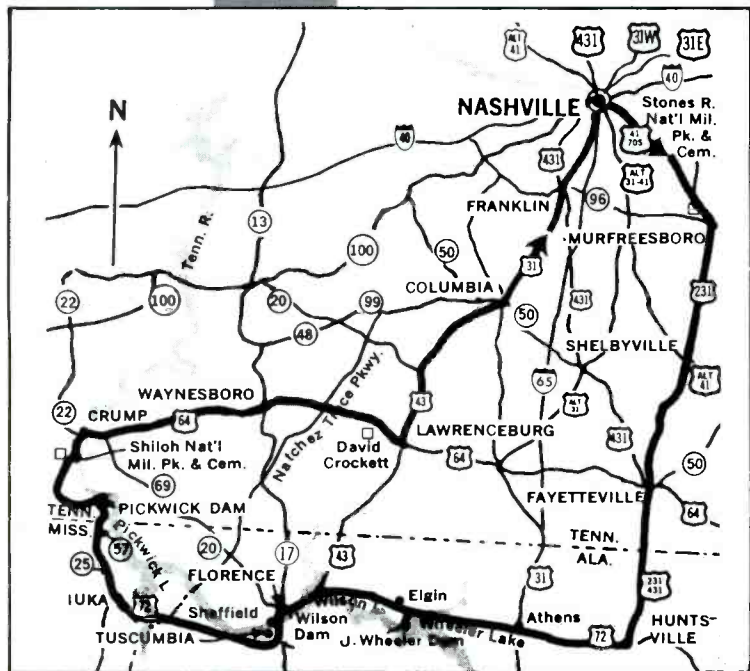 ALT
41
431
31W
31E
40
N
NASHVILLE
Stones R.
Nat'l Mil.
Pk. &
Cem.
40
41
70S
431
ALT
31-41
FRANKLIN
96
13
Tenn. R.
100
50
MURFREESBORO
31
COLUMBIA
22
100
20
99
431
231
50
48
SHELBYVILLE
65
ALT
41
Natchez Trace Pkwy.
43
ALT
31
WAYNESBORO
22
CRUMP
64
LAWRENCEBURG
431
50
David
Crockett
Shiloh Nat'l
Mil. Pk. & Cem.
64
69
FAYETTEVILLE
64
PICKWICK DAM
TENN.
MISS.
Pickwick L.
TENN.
ALA.
57
20
17
43
25
FLORENCE
31
231
431
IUKA
72
Sheffield
Wilson L.
Elgin
Wilson
Dam
Athens
HUNTS-
VILLE
TUSCUMBIA
J. Wheeler Dam
Wheeler Lake
72